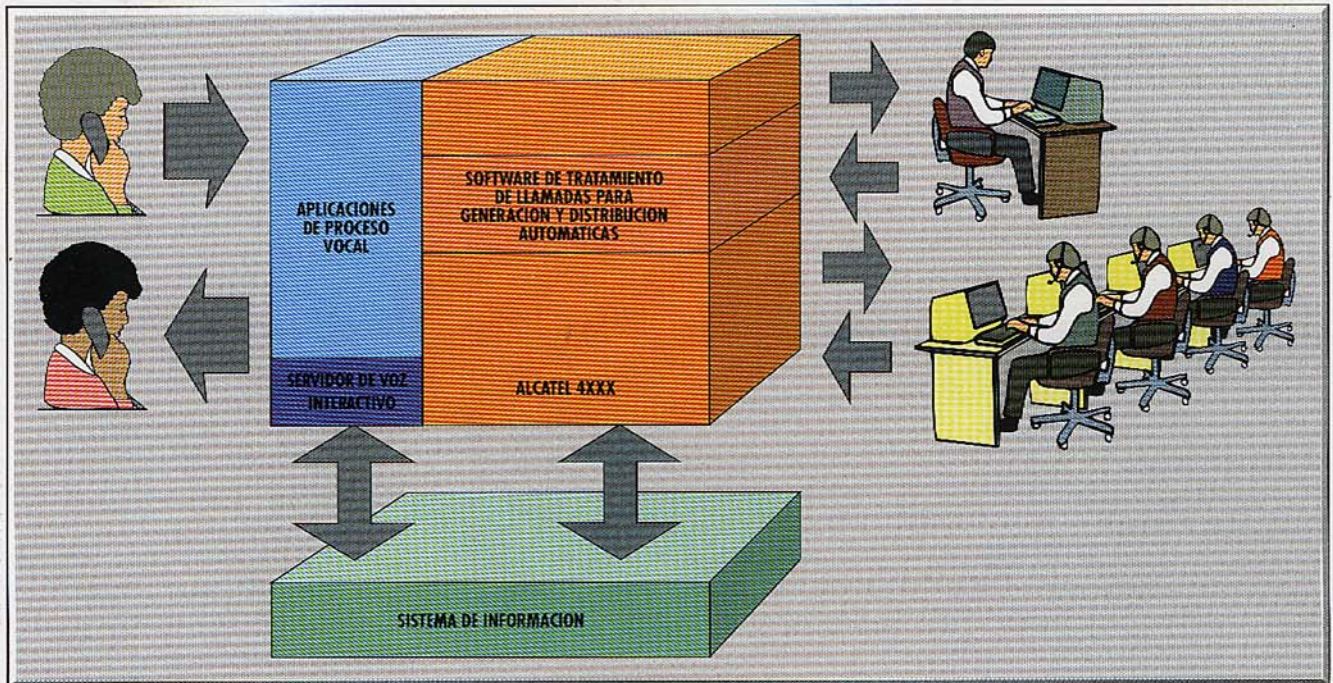 APLICACIONES
DE PROCESO
VOCAL
SOFTWARE DE TRATAMIENTO
DE LLAMADAS PARA
GENERACION Y DISTRIBUCION
AUTOMATICAS
SERVIDOR DE VOZ
INTERACTIVO
ALCATEL 4XXX
SISTEMA DE INFORMACION